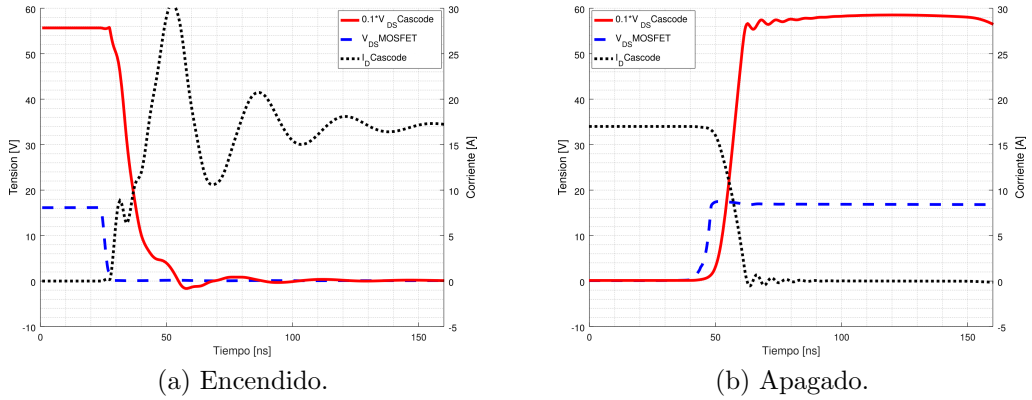 60
50
40
30
20
10
0
-10
Tension [V]
30
25
20
15
10
5
0
-5
Corriente [A]
0.1*V_DS Cascode
V_DS MOSFET
I_D Cascode
0
50
100
150
Tiempo [ns]
(a) Encendido.
60
50
40
30
20
10
0
-10
Tension [V]
30
25
20
15
10
5
0
-5
Corriente [A]
0.1*V_DS Cascode
V_DS MOSFET
I_D Cascode
0
50
100
150
Tiempo [ns]
(b) Apagado.